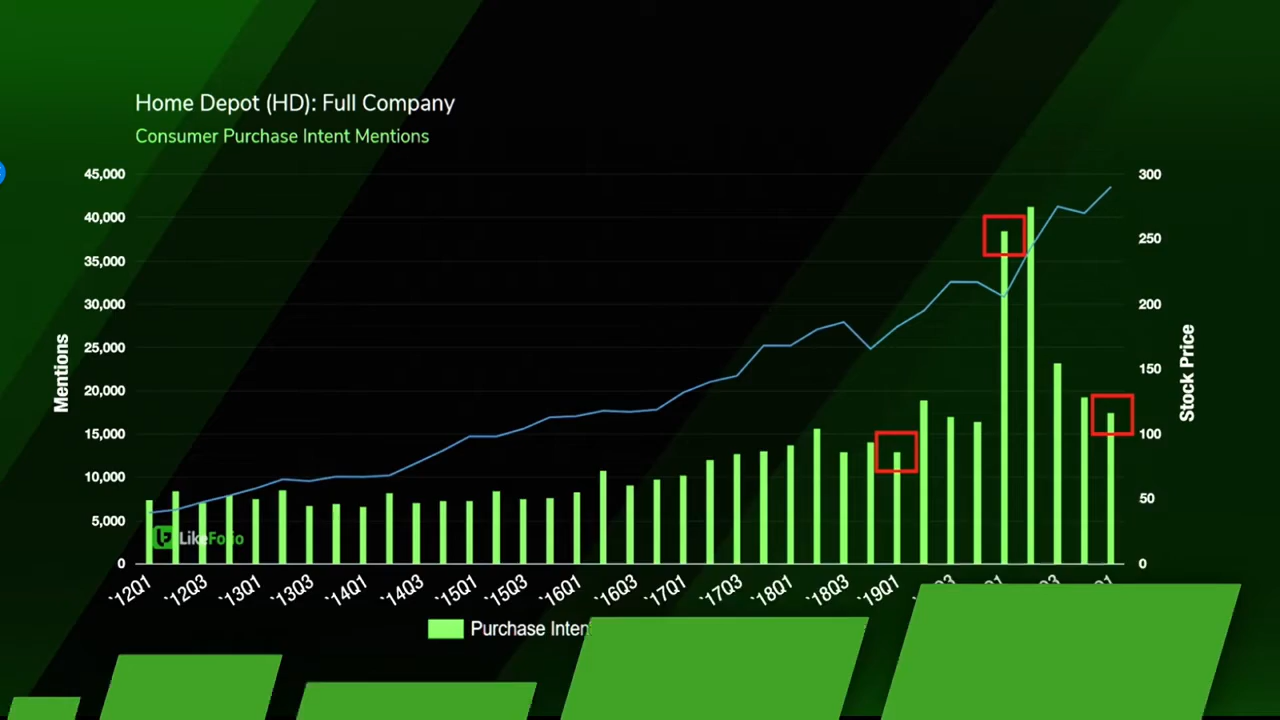 Home Depot (HD): Full Company
Consumer Purchase Intent Mentions
45,000
40,000
35,000
30,000
25,000
20,000
15,000
10,000
5,000
0
Mentions
300
250
200
150
100
50
0
Stock Price
LikeFolio
`12Q1
`12Q3
`13Q1
`13Q3
`14Q1
`14Q3
`15Q1
`15Q3
`16Q1
`16Q3
`17Q1
`17Q3
`18Q1
`18Q3
`19Q1
Purchase Inten